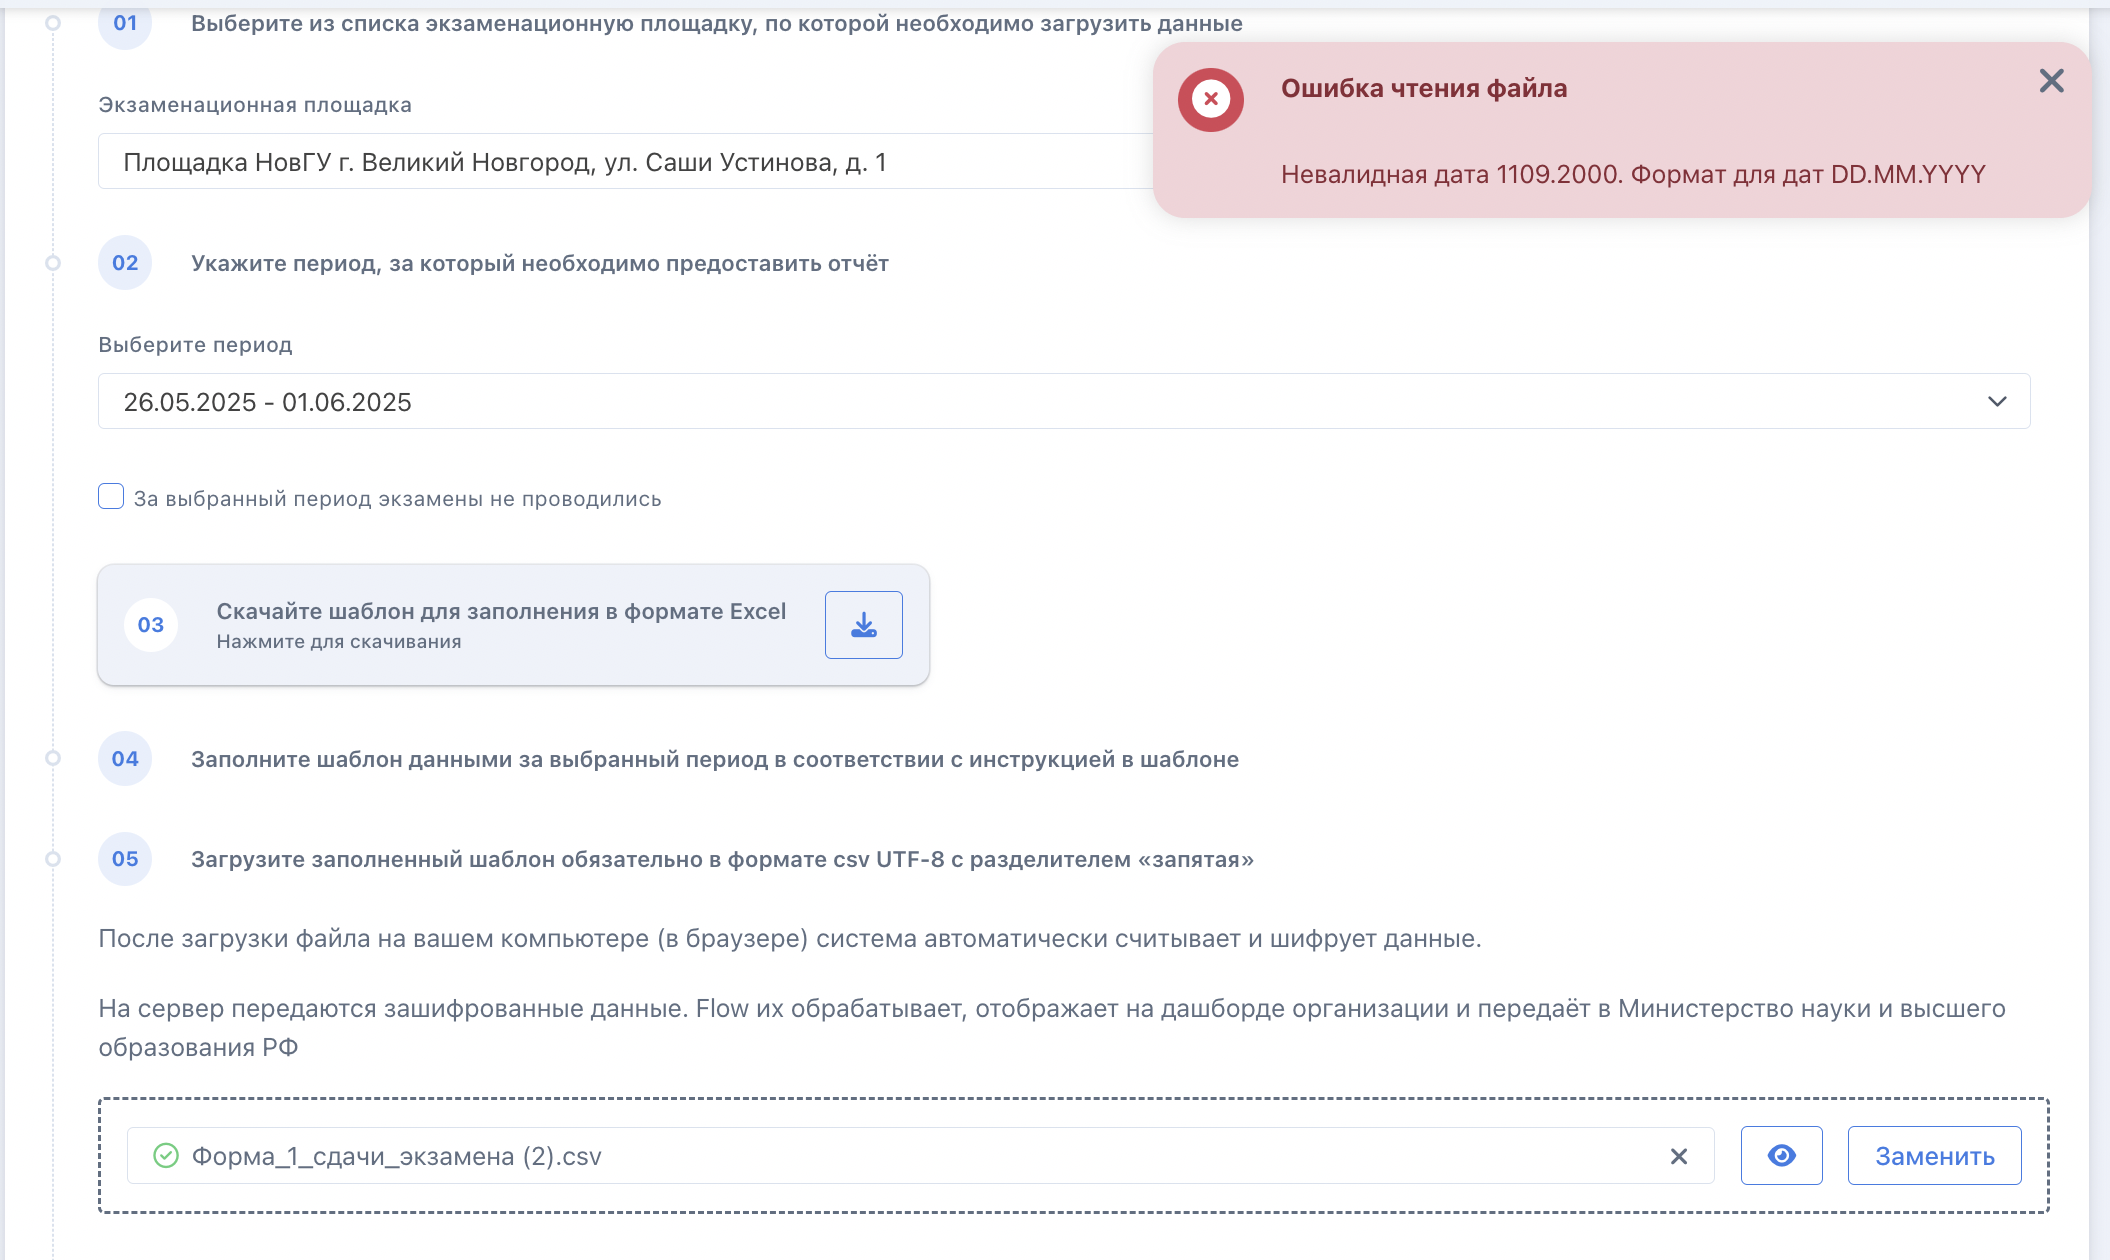 01 Выберите из списка экзаменационную площадку, по которой необходимо загрузить данные
Ошибка чтения файла
Невалидная дата 1109.2000. Формат для дат DD.MM.YYYY
Экзаменационная площадка
Площадка НовГУ г. Великий Новгород, ул. Саши Устинова, д. 1
02 Укажите период, за который необходимо предоставить отчёт
Выберите период
26.05.2025 - 01.06.2025
За выбранный период экзамены не проводились
03 Скачайте шаблон для заполнения в формате Excel
Нажмите для скачивания
04 Заполните шаблон данными за выбранный период в соответствии с инструкцией в шаблоне
05 Загрузите заполненный шаблон обязательно в формате csv UTF-8 с разделителем «запятая»
После загрузки файла на вашем компьютере (в браузере) система автоматически считывает и шифрует данные.
На сервер передаются зашифрованные данные. Flow их обрабатывает, отображает на дашборде организации и передаёт в Министерство науки и высшего
образования РФ
Форма_1_сдачи_экзамена (2).csv
Заменить